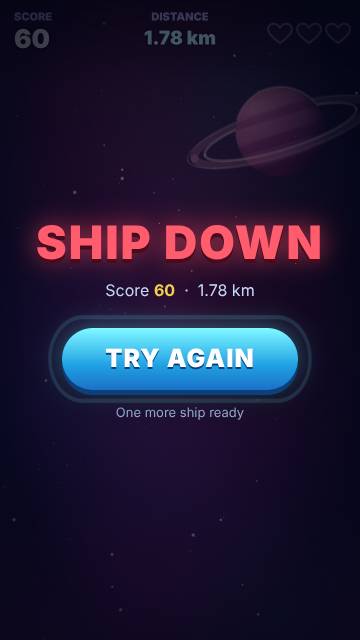 SCORE
60
DISTANCE
1.78 km
SHIP DOWN
Score 60 · 1.78 km
TRY AGAIN
One more ship ready